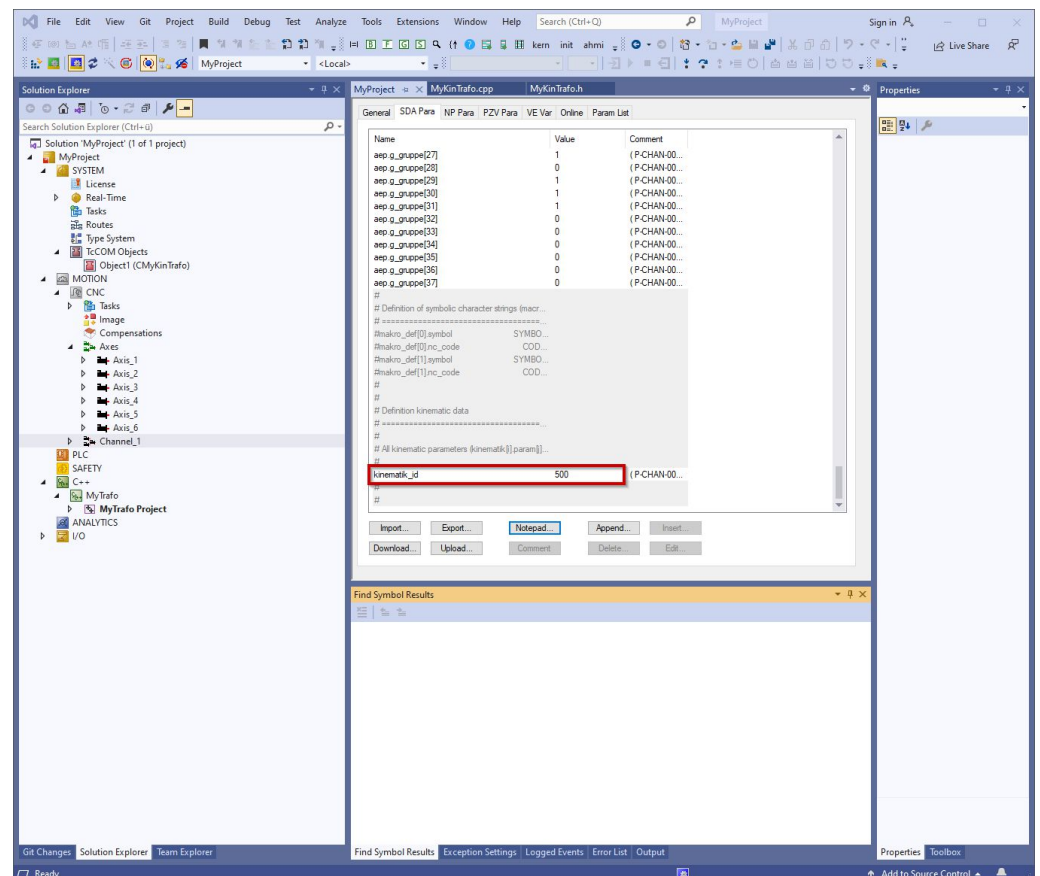 File Edit View Git Project Build Debug Test Analyze Tools Extensions Window Help Search (Ctrl+Q) MyProject Sign in
kern init ahmi Live Share
MyProject <Local>
Solution Explorer
Search Solution Explorer (Ctrl+ü)
Solution 'MyProject' (1 of 1 project)
MyProject
SYSTEM
License
Real-Time
Tasks
Routes
Type System
TcCOM Objects
Object1 (CMyKinTrafo)
MOTION
CNC
Tasks
Image
Compensations
Axes
Axis_1
Axis_2
Axis_3
Axis_4
Axis_5
Axis_6
Channel_1
PLC
SAFETY
C++
MyTrafo
MyTrafo Project
ANALYTICS
I/O
Git Changes Solution Explorer Team Explorer
MyProject MyKinTrafo.cpp MyKinTrafo.h
General SDA Para NP Para PZV Para VE Var Online Param List
Name Value Comment
aep.g_gruppe[27] 1 ( P-CHAN-00...
aep.g_gruppe[28] 0 ( P-CHAN-00...
aep.g_gruppe[29] 1 ( P-CHAN-00...
aep.g_gruppe[30] 1 ( P-CHAN-00...
aep.g_gruppe[31] 1 ( P-CHAN-00...
aep.g_gruppe[32] 0 ( P-CHAN-00...
aep.g_gruppe[33] 0 ( P-CHAN-00...
aep.g_gruppe[34] 0 ( P-CHAN-00...
aep.g_gruppe[35] 0 ( P-CHAN-00...
aep.g_gruppe[36] 0 ( P-CHAN-00...
aep.g_gruppe[37] 0 ( P-CHAN-00...
#
# Definition of symbolic character strings (macr...
# ====================================...
#makro_def[0].symbol SYMBO...
#makro_def[0].nc_code COD...
#makro_def[1].symbol SYMBO...
#makro_def[1].nc_code COD...
#
#
# Definition kinematic data
# ====================================...
#
# All kinematic parameters (kinematik[i].param[j]...
#
kinematik_id 500 ( P-CHAN-00...
#
#
Import... Export... Notepad... Append... Insert...
Download... Upload... Comment Delete... Edit...
Find Symbol Results
Find Symbol Results Exception Settings Logged Events Error List Output
Properties
Properties Toolbox
Ready Add to Source Control